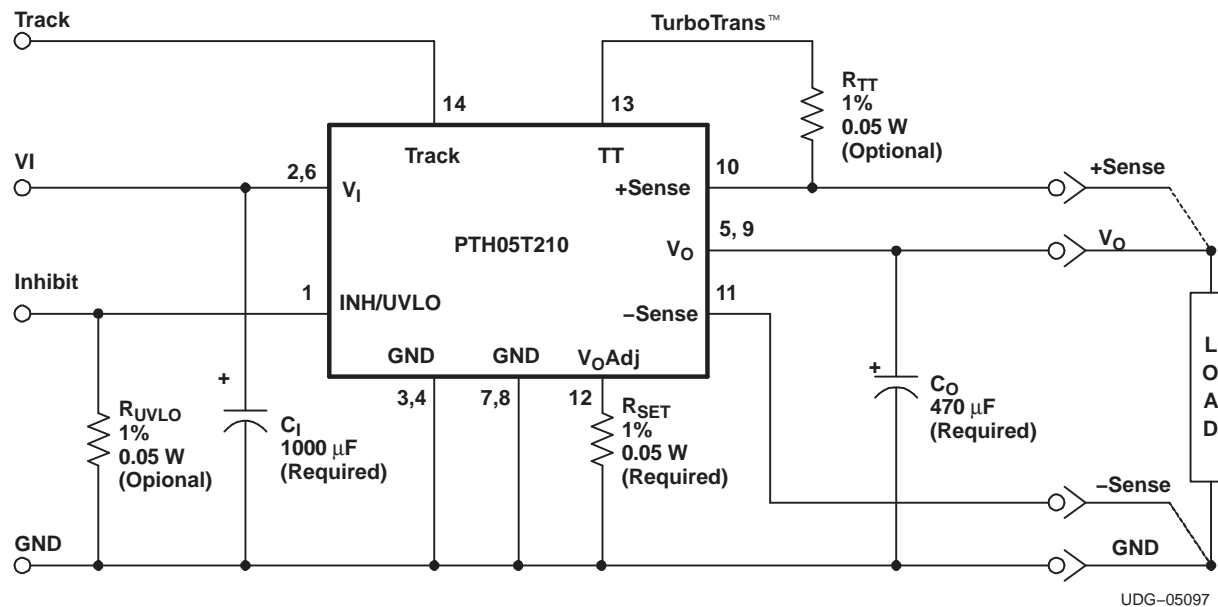 Track
TurboTrans™
14
13
RTT
1%
0.05 W
(Optional)
VI
2,6
Track
TT
VI
+Sense
10
+Sense
PTH05T210
5, 9
VO
VO
Inhibit
1
INH/UVLO
11
−Sense
GND
GND
VOAdj
3,4
7,8
12
LOAD
RUVLO
1%
0.05 W
(Opional)
+
CI
1000 μF
(Required)
RSET
1%
0.05 W
(Required)
+
CO
470 μF
(Required)
−Sense
GND
GND
UDG−05097